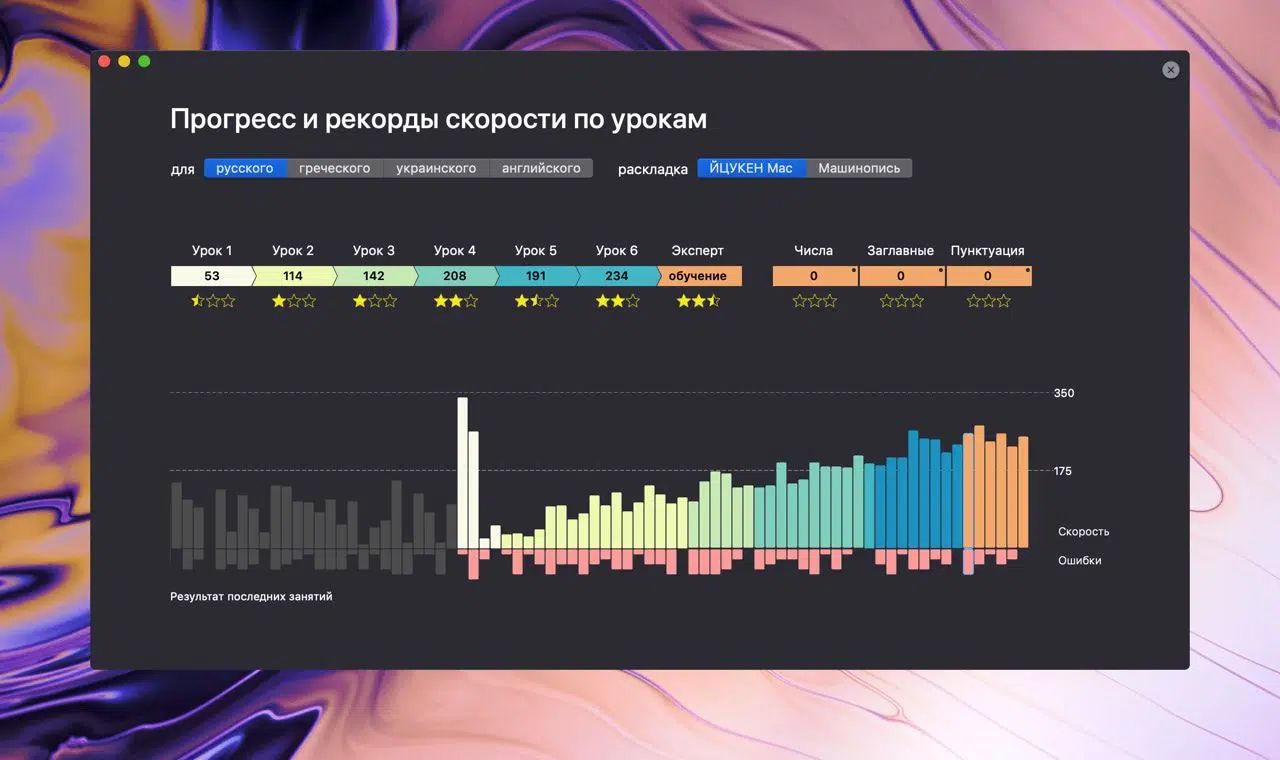 Прогресс и рекорды скорости по урокам
для русского греческого украинского английского раскладка ЙЦУКЕН Мас Машинопись
Урок 1 Урок 2 Урок 3 Урок 4 Урок 5 Урок 6 Эксперт Числа Заглавные Пунктуация
53 114 142 208 191 234 обучение 0 0 0
350
175
Скорость
Ошибки
Результат последних занятий